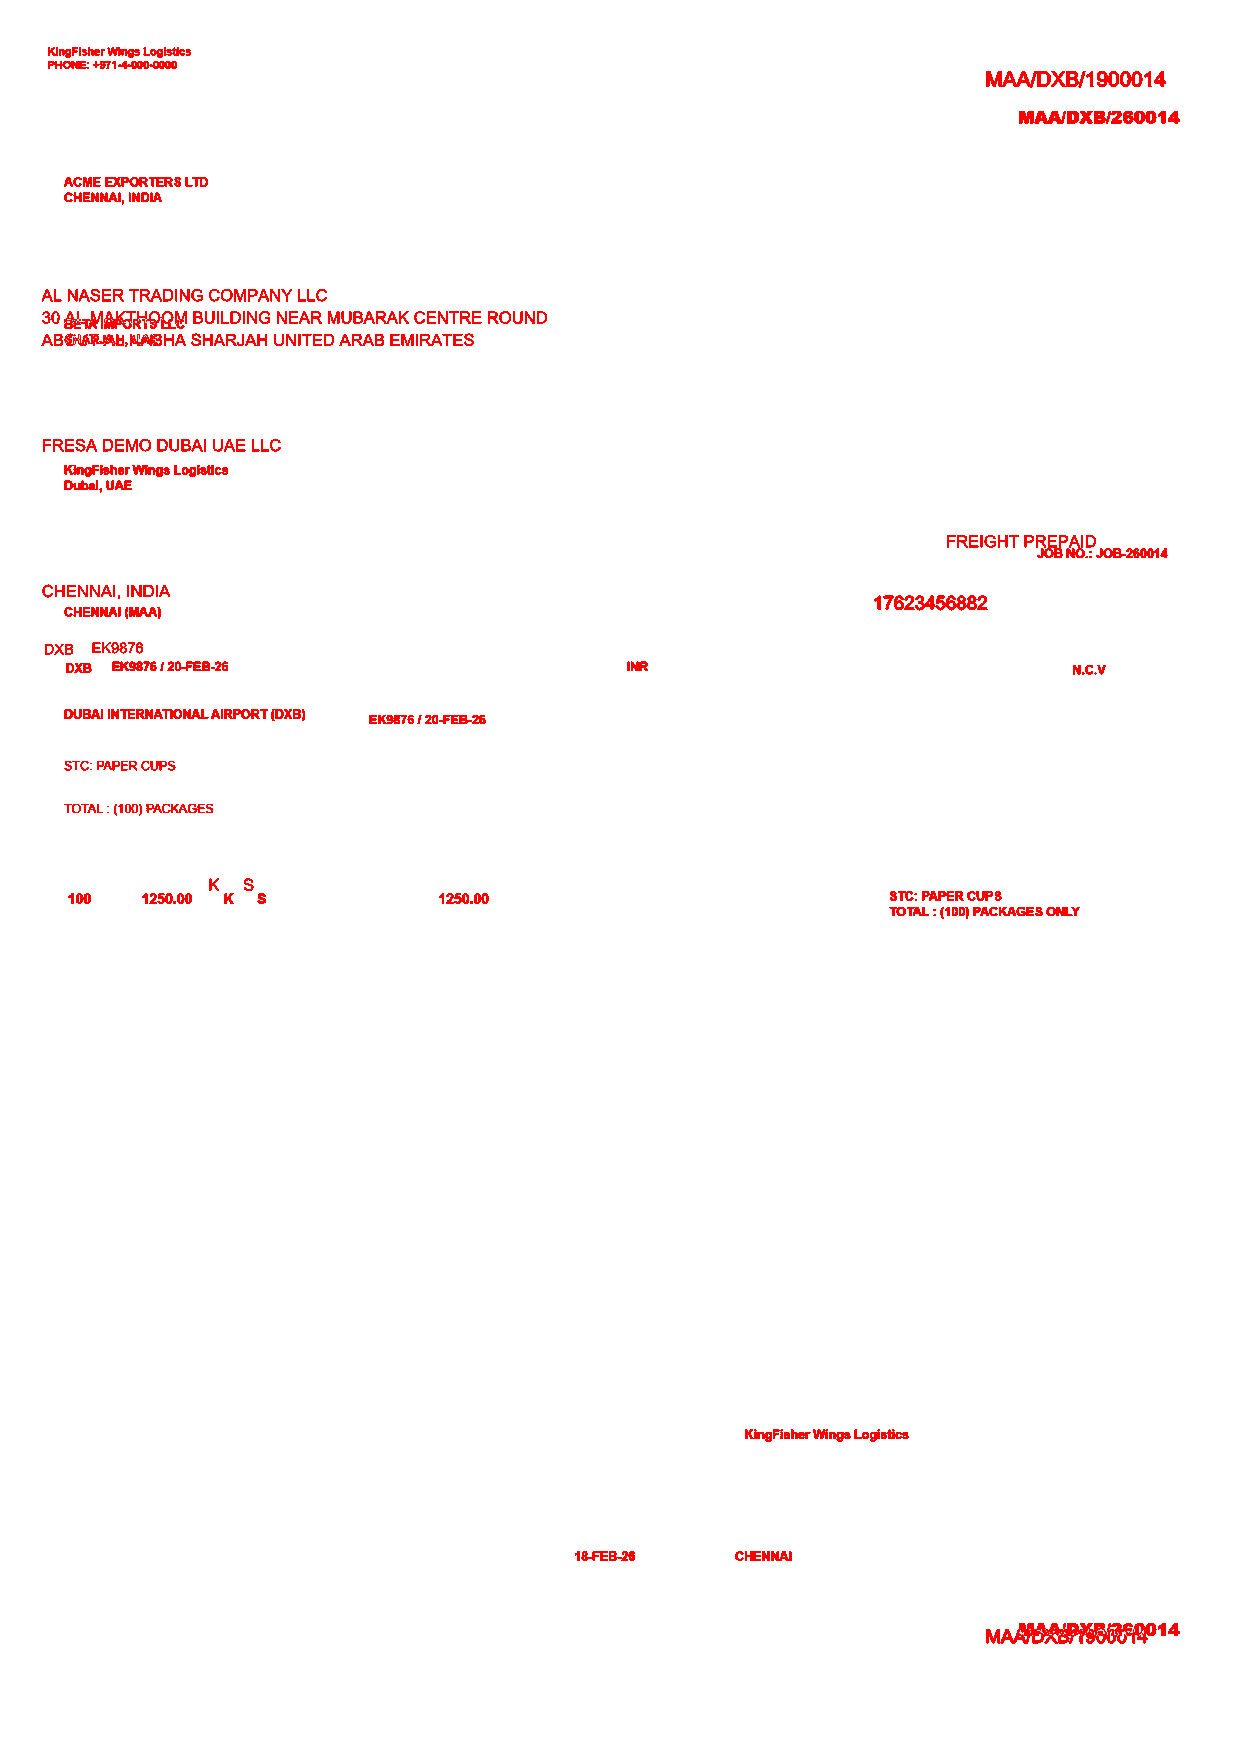 KingFisher Wings Logistics
PHONE: +971-4-000-0000
MAA/DXB/1900014
MAA/DXB/260014
ACME EXPORTERS LTD
CHENNAI, INDIA
AL NASER TRADING COMPANY LLC
30 AL MAKTHOOM BUILDING NEAR MUBARAK CENTRE ROUND
BETA IMPORTS LLC
SHARJAH UNITED ARAB EMIRATES
SHARJAH, UAE
FRESA DEMO DUBAI UAE LLC
KingFisher Wings Logistics
Dubai, UAE
FREIGHT PREPAID
JOB NO.: JOB-260014
CHENNAI, INDIA
17623456882
CHENNAI (MAA)
DXB EK9876
DXB EK9876 / 20-FEB-26 INR N.C.V
DUBAI INTERNATIONAL AIRPORT (DXB) EK9876 / 20-FEB-26
STC: PAPER CUPS
TOTAL : (100) PACKAGES
K S
100 1250.00 K S 1250.00 STC: PAPER CUPS
TOTAL : (100) PACKAGES ONLY
KingFisher Wings Logistics
18-FEB-26 CHENNAI
MAA/DXB/260014
MAA/DXB/1900014